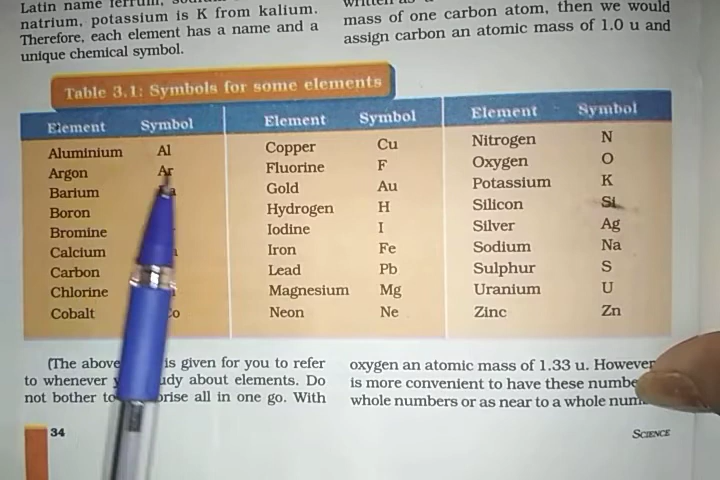 Latin name ferrum,
natrium, potassium is K from kalium.
Therefore, each element has a name and a
unique chemical symbol.
mass of one carbon atom, then we would
assign carbon an atomic mass of 1.0 u and
Table 3.1: Symbols for some elements
Element Symbol Element Symbol Element Symbol
Aluminium Al Copper Cu Nitrogen N
Argon Ar Fluorine F Oxygen O
Barium Gold Au Potassium K
Boron Hydrogen H Silicon Si
Bromine Iodine I Silver Ag
Calcium Iron Fe Sodium Na
Carbon Lead Pb Sulphur S
Chlorine Magnesium Mg Uranium U
Cobalt Neon Ne Zinc Zn
(The above is given for you to refer
to whenever about elements. Do
not bother all in one go. With
oxygen an atomic mass of 1.33 u. However
is more convenient to have these
whole numbers or as near to a whole
34
SCIENCE